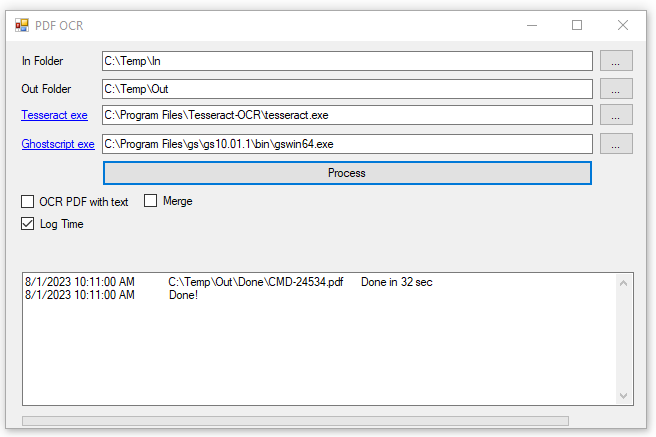 PDF OCR
In Folder C:\Temp\In ...
Out Folder C:\Temp\Out ...
Tesseract exe C:\Program Files\Tesseract-OCR\tesseract.exe ...
Ghostscript exe C:\Program Files\gs\gs10.01.1\bin\gswin64.exe ...
Process
OCR PDF with text Merge
Log Time
8/1/2023 10:11:00 AM C:\Temp\Out\Done\CMD-24534.pdf Done in 32 sec
8/1/2023 10:11:00 AM Done!